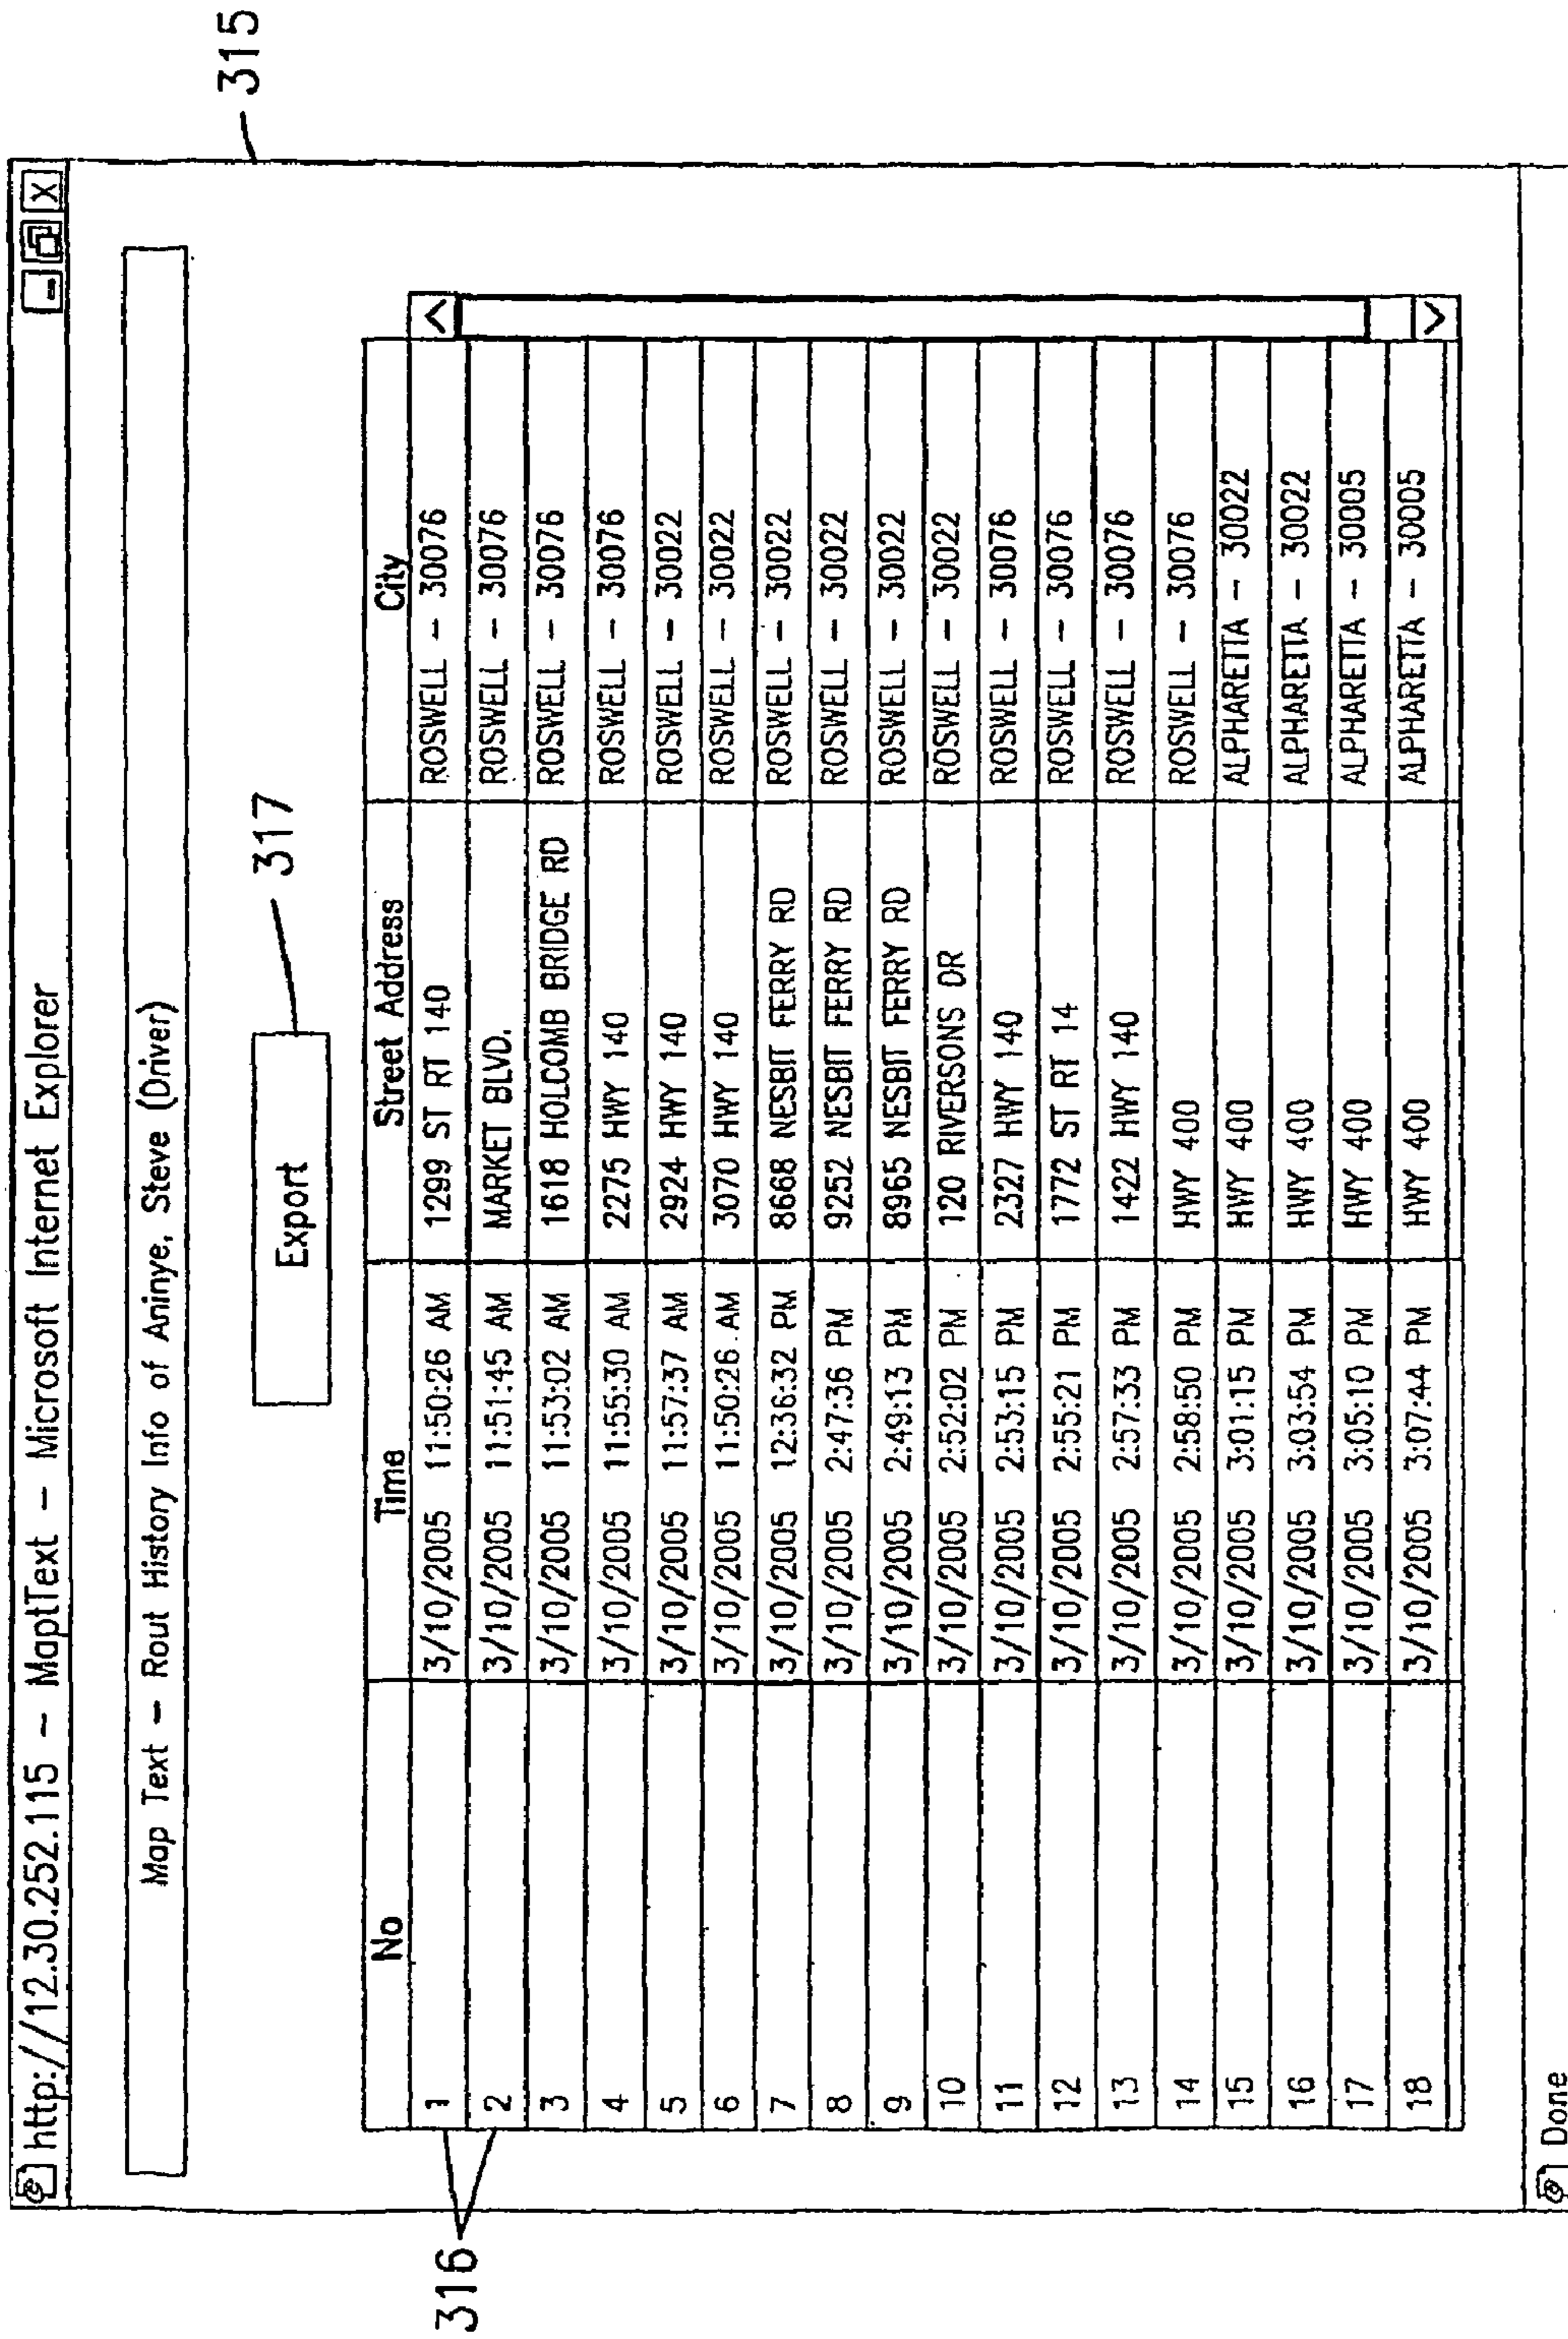 http://12.30.252.115 - MaptText - Microsoft Internet Explorer
315
Map Text - Rout History Info of Aninye, Steve (Driver)
Export
317
No Time Street Address City
316
1 3/10/2005 11:50:26 AM 1299 ST RT 140 ROSWELL - 30076
2 3/10/2005 11:51:45 AM MARKET BLVD. ROSWELL - 30076
3 3/10/2005 11:53:02 AM 1618 HOLCOMB BRIDGE RD ROSWELL - 30076
4 3/10/2005 11:55:30 AM 2275 HWY 140 ROSWELL - 30076
5 3/10/2005 11:57:37 AM 2924 HWY 140 ROSWELL - 30022
6 3/10/2005 11:50:26 AM 3070 HWY 140 ROSWELL - 30022
7 3/10/2005 12:36:32 PM 8668 NESBIT FERRY RD ROSWELL - 30022
8 3/10/2005 2:47:36 PM 9252 NESBIT FERRY RD ROSWELL - 30022
9 3/10/2005 2:49:13 PM 8965 NESBIT FERRY RD ROSWELL - 30022
10 3/10/2005 2:52:02 PM 120 RIVERSONS DR ROSWELL - 30022
11 3/10/2005 2:53:15 PM 2327 HWY 140 ROSWELL - 30076
12 3/10/2005 2:55:21 PM 1772 ST RT 14 ROSWELL - 30076
13 3/10/2005 2:57:33 PM 1422 HWY 140 ROSWELL - 30076
14 3/10/2005 2:58:50 PM HWY 400 ROSWELL - 30076
15 3/10/2005 3:01:15 PM HWY 400 ALPHARETTA - 30022
16 3/10/2005 3:03:54 PM HWY 400 ALPHARETTA - 30022
17 3/10/2005 3:05:10 PM HWY 400 ALPHARETTA - 30005
18 3/10/2005 3:07:44 PM HWY 400 ALPHARETTA - 30005
Done